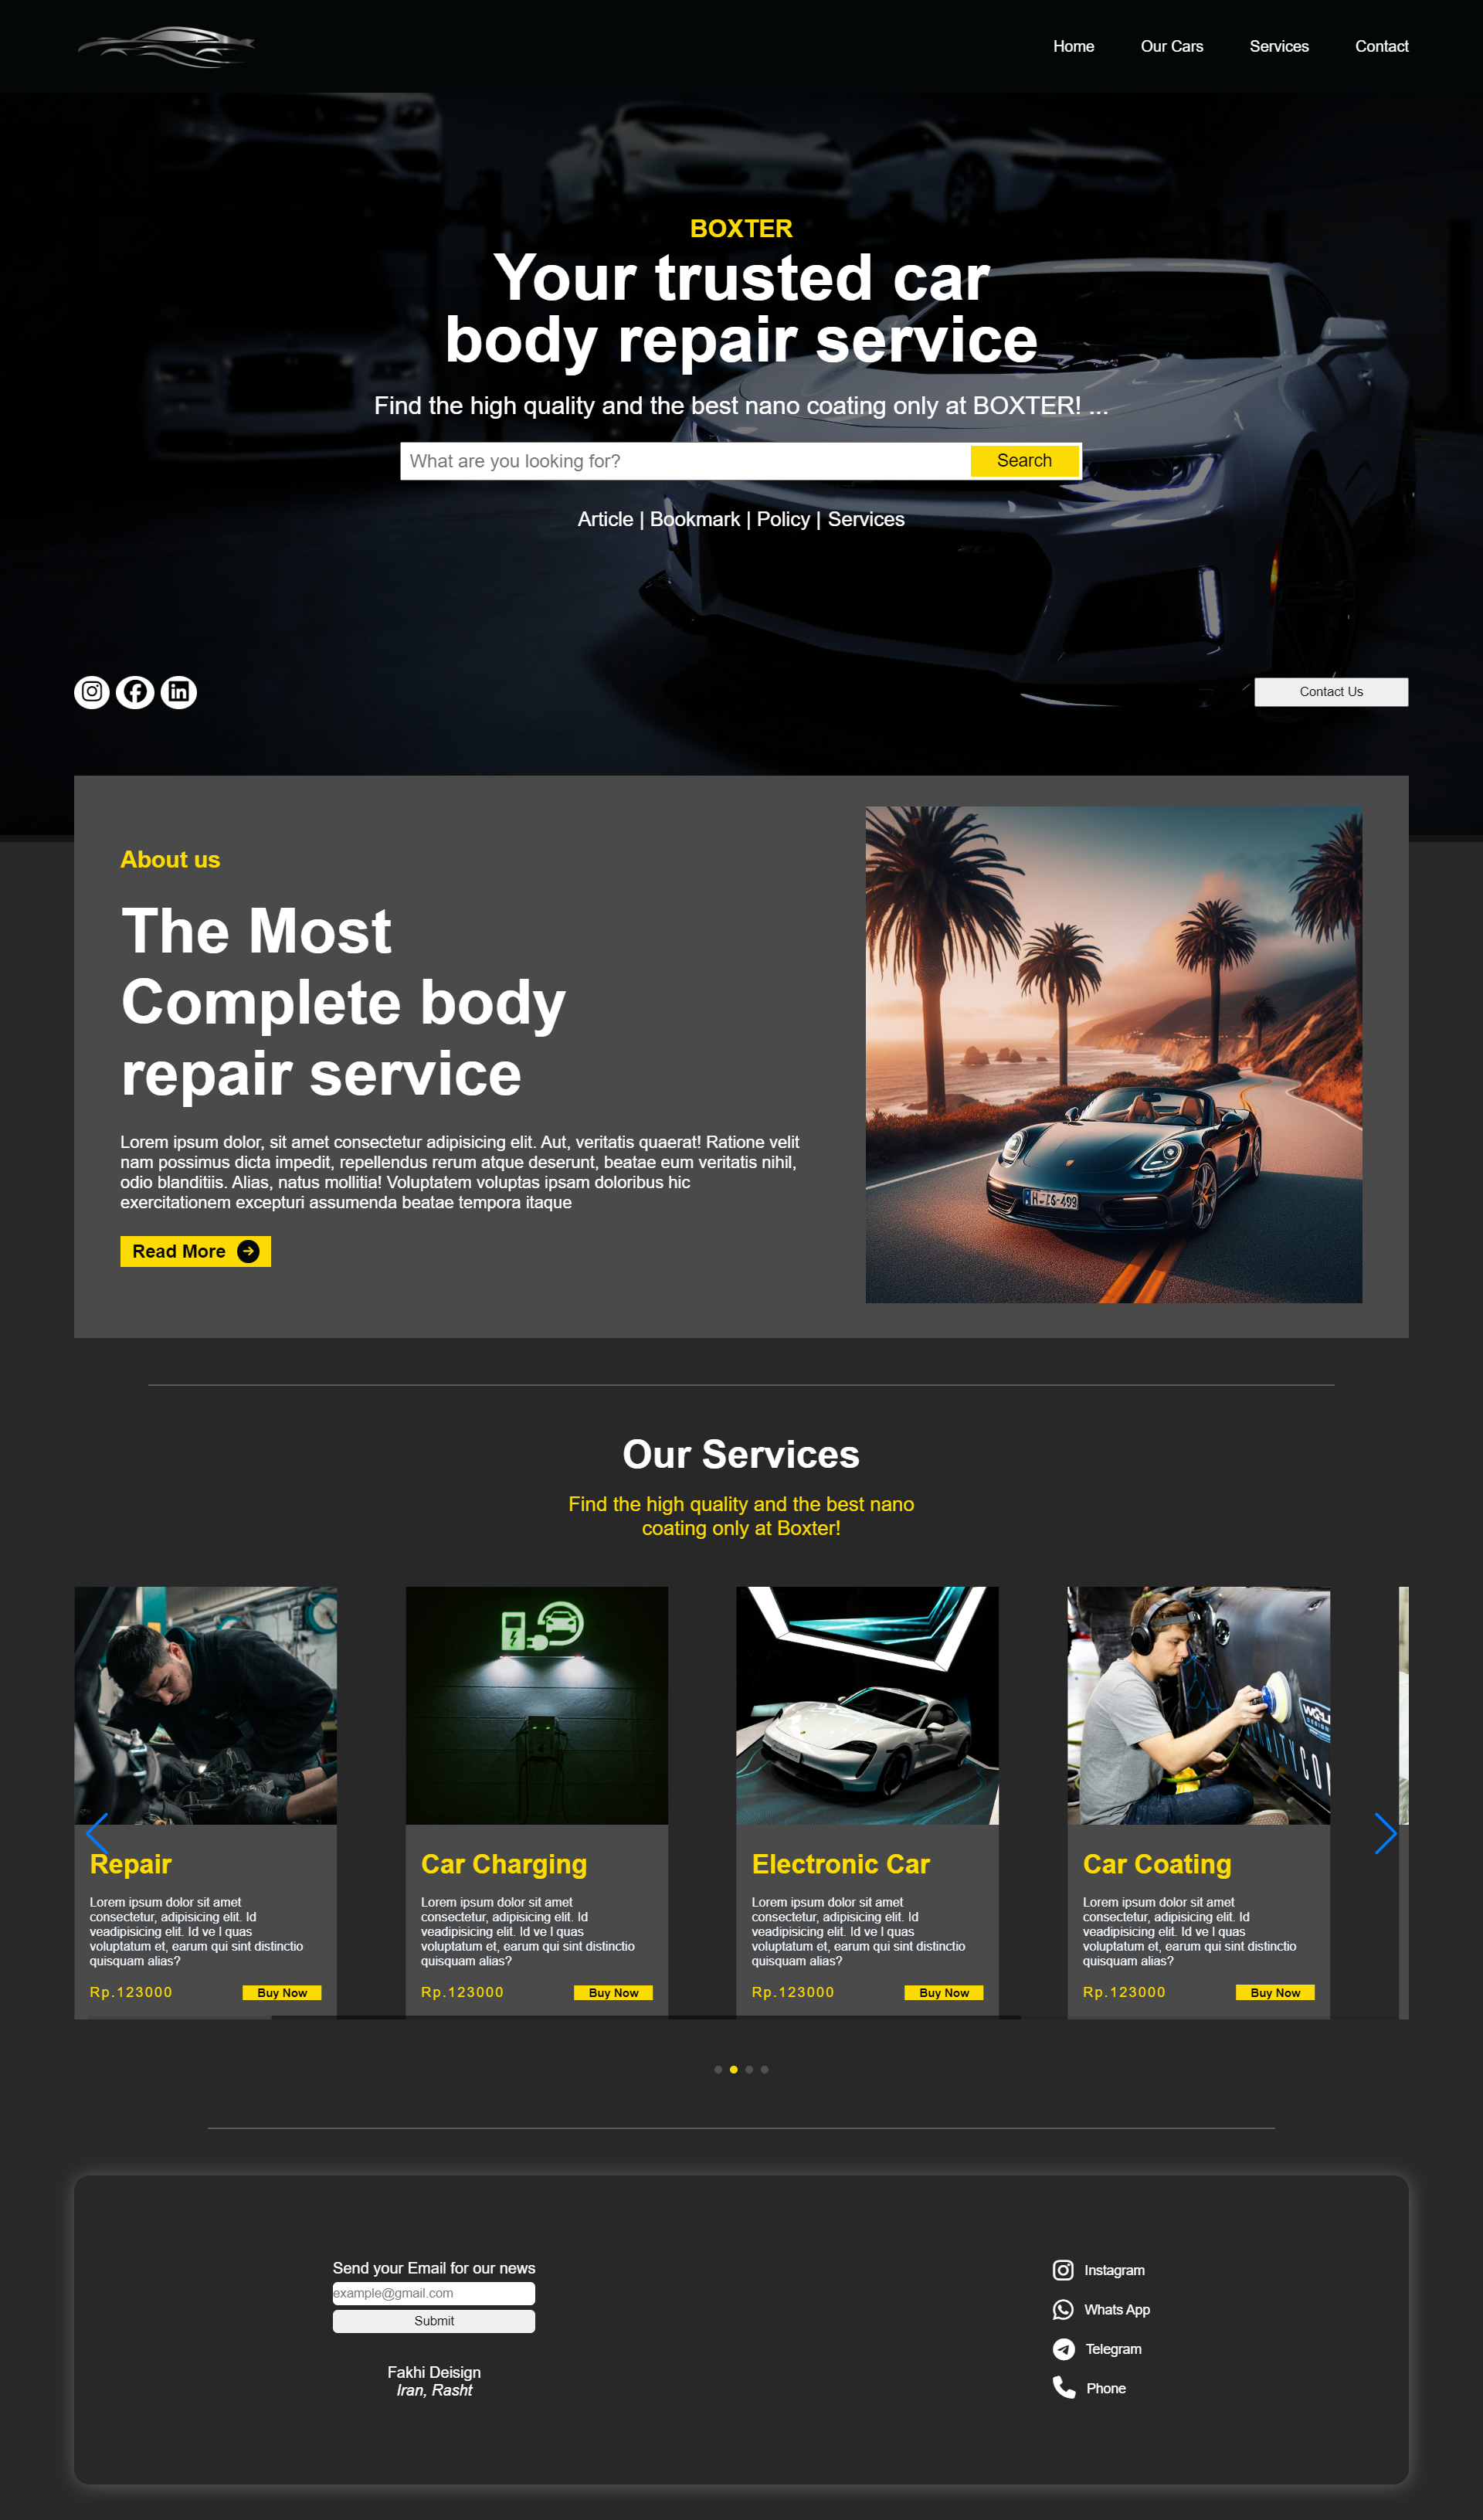 Home Our Cars Services Contact
BOXTER
Your trusted car
body repair service
Find the high quality and the best nano coating only at BOXTER! ...
What are you looking for? Search
Article | Bookmark | Policy | Services
Contact Us
About us
The Most
Complete body
repair service
Lorem ipsum dolor, sit amet consectetur adipisicing elit. Aut, veritatis quaerat! Ratione velit
nam possimus dicta impedit, repellendus rerum atque deserunt, beatae eum veritatis nihil,
odio blanditiis. Alias, natus mollitia! Voluptatem voluptas ipsam doloribus hic
exercitationem excepturi assumenda beatae tempora itaque
Read More
Our Services
Find the high quality and the best nano
coating only at Boxter!
Repair
Lorem ipsum dolor sit amet
consectetur, adipisicing elit. Id
veadipisicing elit. Id ve l quas
voluptatum et, earum qui sint distinctio
quisquam alias?
Rp.123000 Buy Now
Car Charging
Lorem ipsum dolor sit amet
consectetur, adipisicing elit. Id
veadipisicing elit. Id ve l quas
voluptatum et, earum qui sint distinctio
quisquam alias?
Rp.123000 Buy Now
Electronic Car
Lorem ipsum dolor sit amet
consectetur, adipisicing elit. Id
veadipisicing elit. Id ve l quas
voluptatum et, earum qui sint distinctio
quisquam alias?
Rp.123000 Buy Now
Car Coating
Lorem ipsum dolor sit amet
consectetur, adipisicing elit. Id
veadipisicing elit. Id ve l quas
voluptatum et, earum qui sint distinctio
quisquam alias?
Rp.123000 Buy Now
Send your Email for our news
example@gmail.com
Submit
Fakhi Deisign
Iran, Rasht
Instagram
Whats App
Telegram
Phone